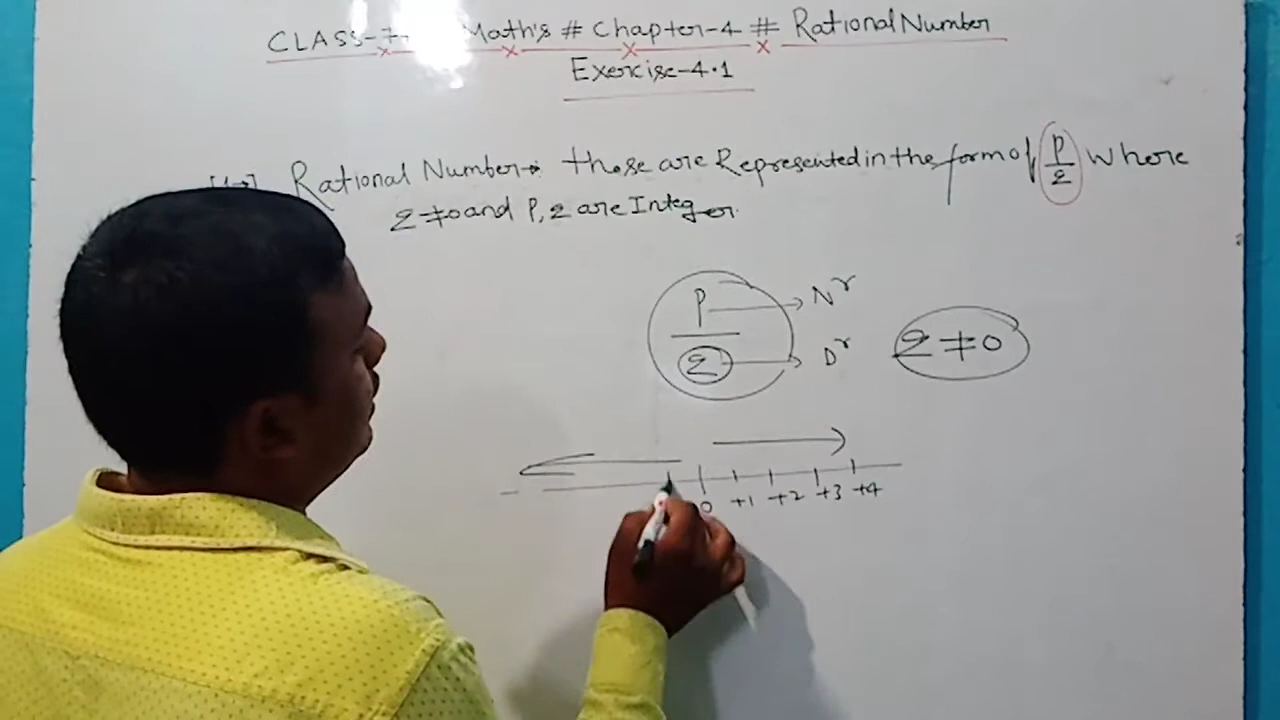 CLASS-7 Math's # Chapter-4 # Rational Number
Exercise-4.1
Rational Number→ those are Represented in the form of p/q where
q≠0 and P, q are Integer.
P → Nʳ
q → Dʳ
q≠0
0 +1 +2 +3 +4